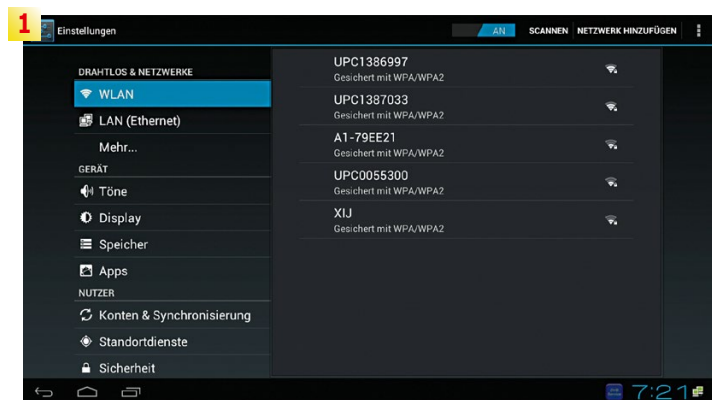 1
Einstellungen
AN
SCANNEN
NETZWERK HINZUFÜGEN
DRAHTLOS & NETZWERKE
WLAN
LAN (Ethernet)
Mehr...
GERÄT
Töne
Display
Speicher
Apps
NUTZER
Konten & Synchronisierung
Standortdienste
Sicherheit
UPC1386997
Gesichert mit WPA/WPA2
UPC1387033
Gesichert mit WPA/WPA2
A1-79EE21
Gesichert mit WPA/WPA2
UPC0055300
Gesichert mit WPA/WPA2
XIJ
Gesichert mit WPA/WPA2
7:21